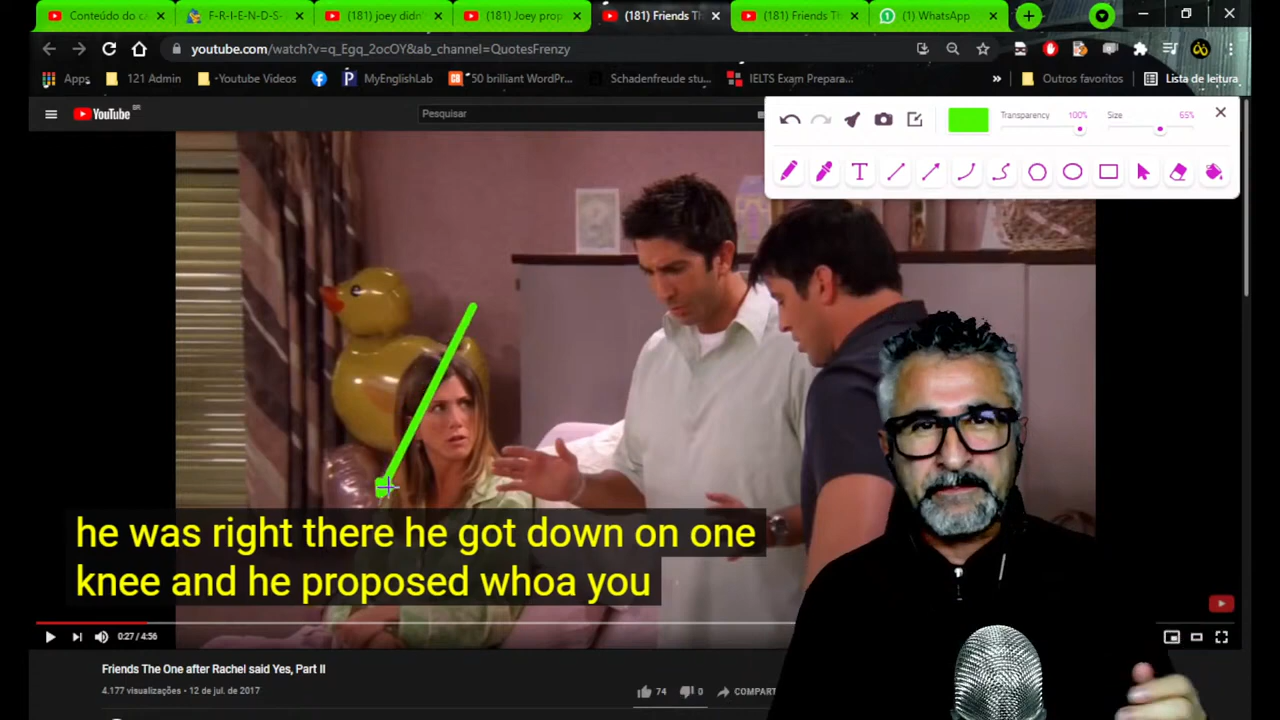 Conteúdo do ca
F-R-I-E-N-D-S-
(181) joey didn'
(181) Joey prop
(181) Friends T
(181) Friends Th
(1) WhatsApp
youtube.com/watch?v=q_Egq_2ocOY&ab_channel=QuotesFrenzy
Apps
121 Admin
-Youtube Videos
MyEnglishLab
50 brilliant WordPr...
Schadenfreude stu...
IELTS Exam Prepara...
»
Outros favoritos
Lista de leitura
YouTube BR
Pesquisar
Transparency 100%
Size 65%
T
he was right there he got down on one
knee and he proposed whoa you
0:27 / 4:56
Friends The One after Rachel said Yes, Part II
4.177 visualizações • 12 de jul. de 2017
74
0
COMPART